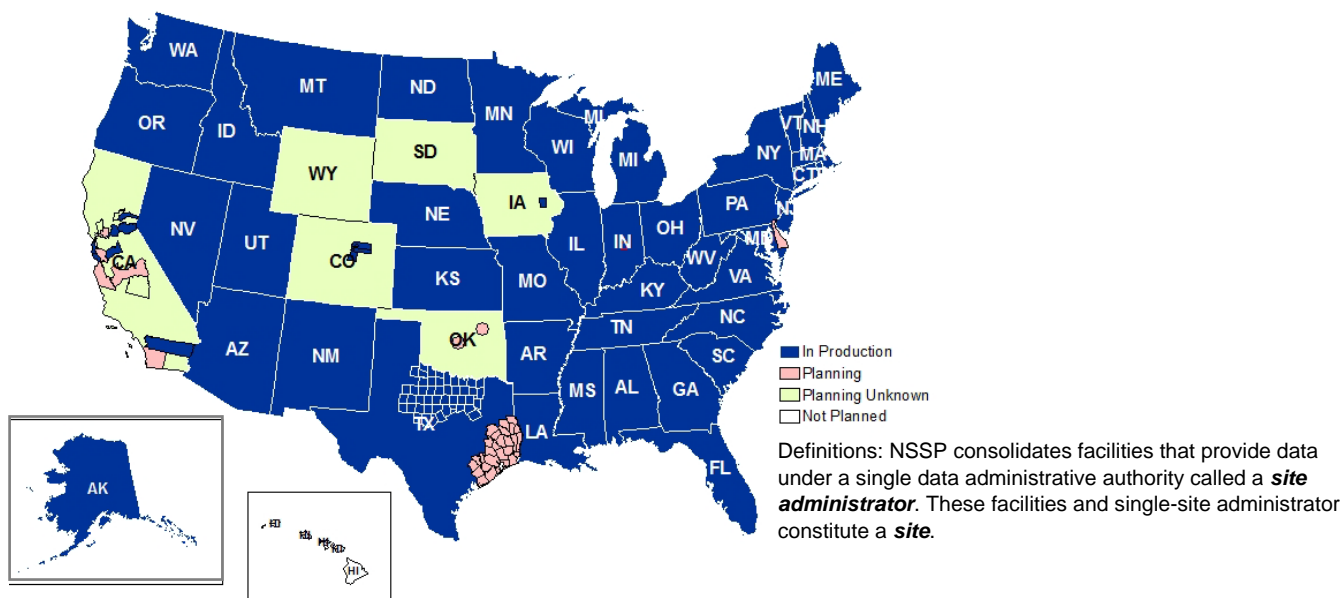 WA
MT
ND
MN
MI
ME
OR
ID
SD
WI
MI
VT
NH
NY
MA
CT
WY
IA
NE
PA
NJ
NV
UT
CO
IL
IN
OH
MD
CA
KS
MO
WV
VA
KY
AZ
NM
OK
AR
TN
NC
SC
MS
AL
GA
TX
LA
FL
AK
HI
In Production
Planning
Planning Unknown
Not Planned
Definitions: NSSP consolidates facilities that provide data
under a single data administrative authority called a site
administrator. These facilities and single-site administrator
constitute a site.